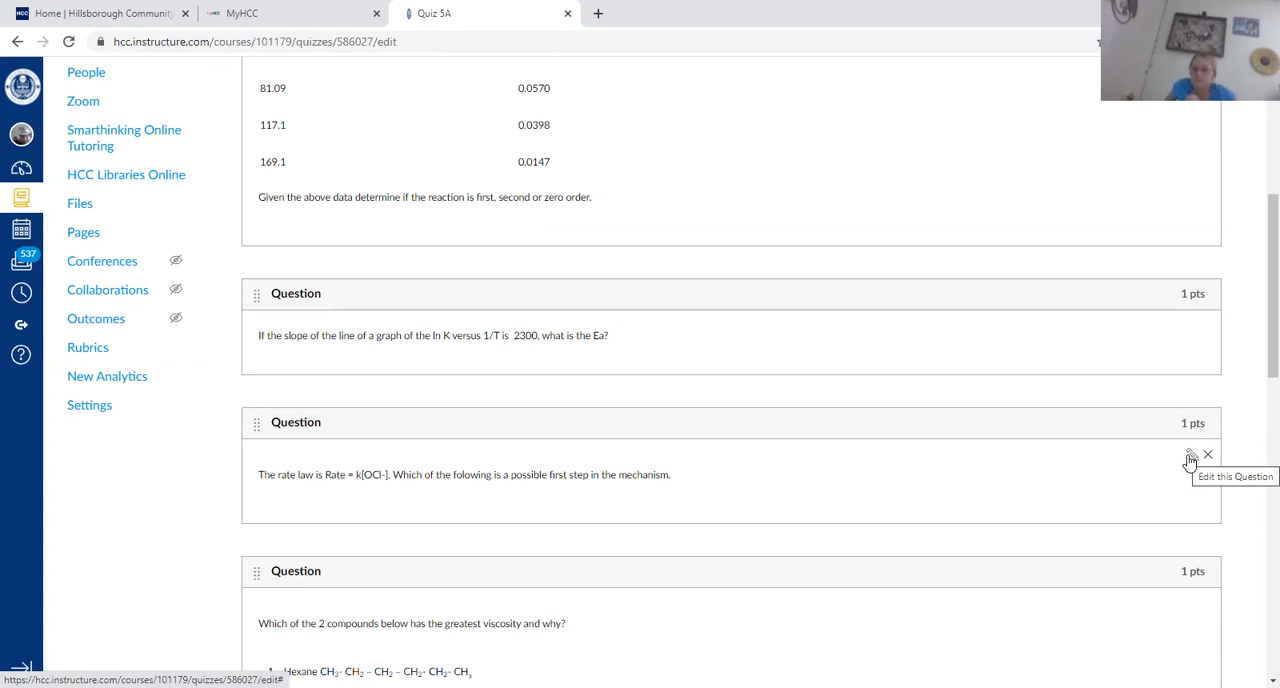 Home | Hillsborough Community
MyHCC
Quiz 5A
hcc.instructure.com/courses/101179/quizzes/586027/edit
People
Zoom
Smarthinking Online
Tutoring
HCC Libraries Online
Files
Pages
Conferences
Collaborations
Outcomes
Rubrics
New Analytics
Settings
537
81.09 0.0570
117.1 0.0398
169.1 0.0147
Given the above data determine if the reaction is first, second or zero order.
Question 1 pts
If the slope of the line of a graph of the ln K versus 1/T is 2300, what is the Ea?
Question 1 pts
The rate law is Rate = k[OCl-]. Which of the folowing is a possible first step in the mechanism.
Edit this Question
Question 1 pts
Which of the 2 compounds below has the greatest viscosity and why?
1. Hexane CH₃- CH₂ – CH₂ – CH₂- CH₂- CH₃
https://hcc.instructure.com/courses/101179/quizzes/586027/edit#